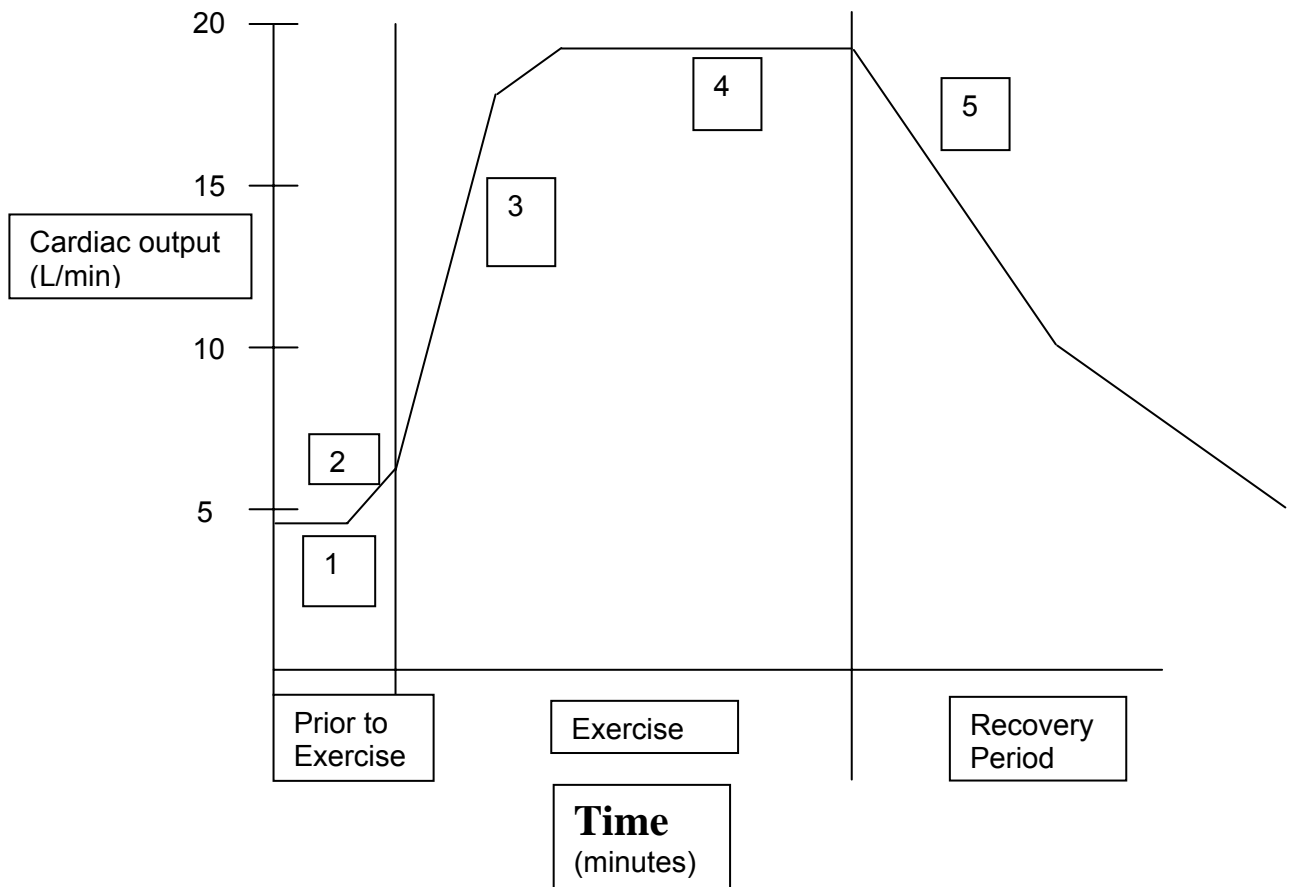 20
15
Cardiac output
(L/min)
10
5
1
2
3
4
5
Prior to
Exercise
Exercise
Recovery
Period
Time
(minutes)